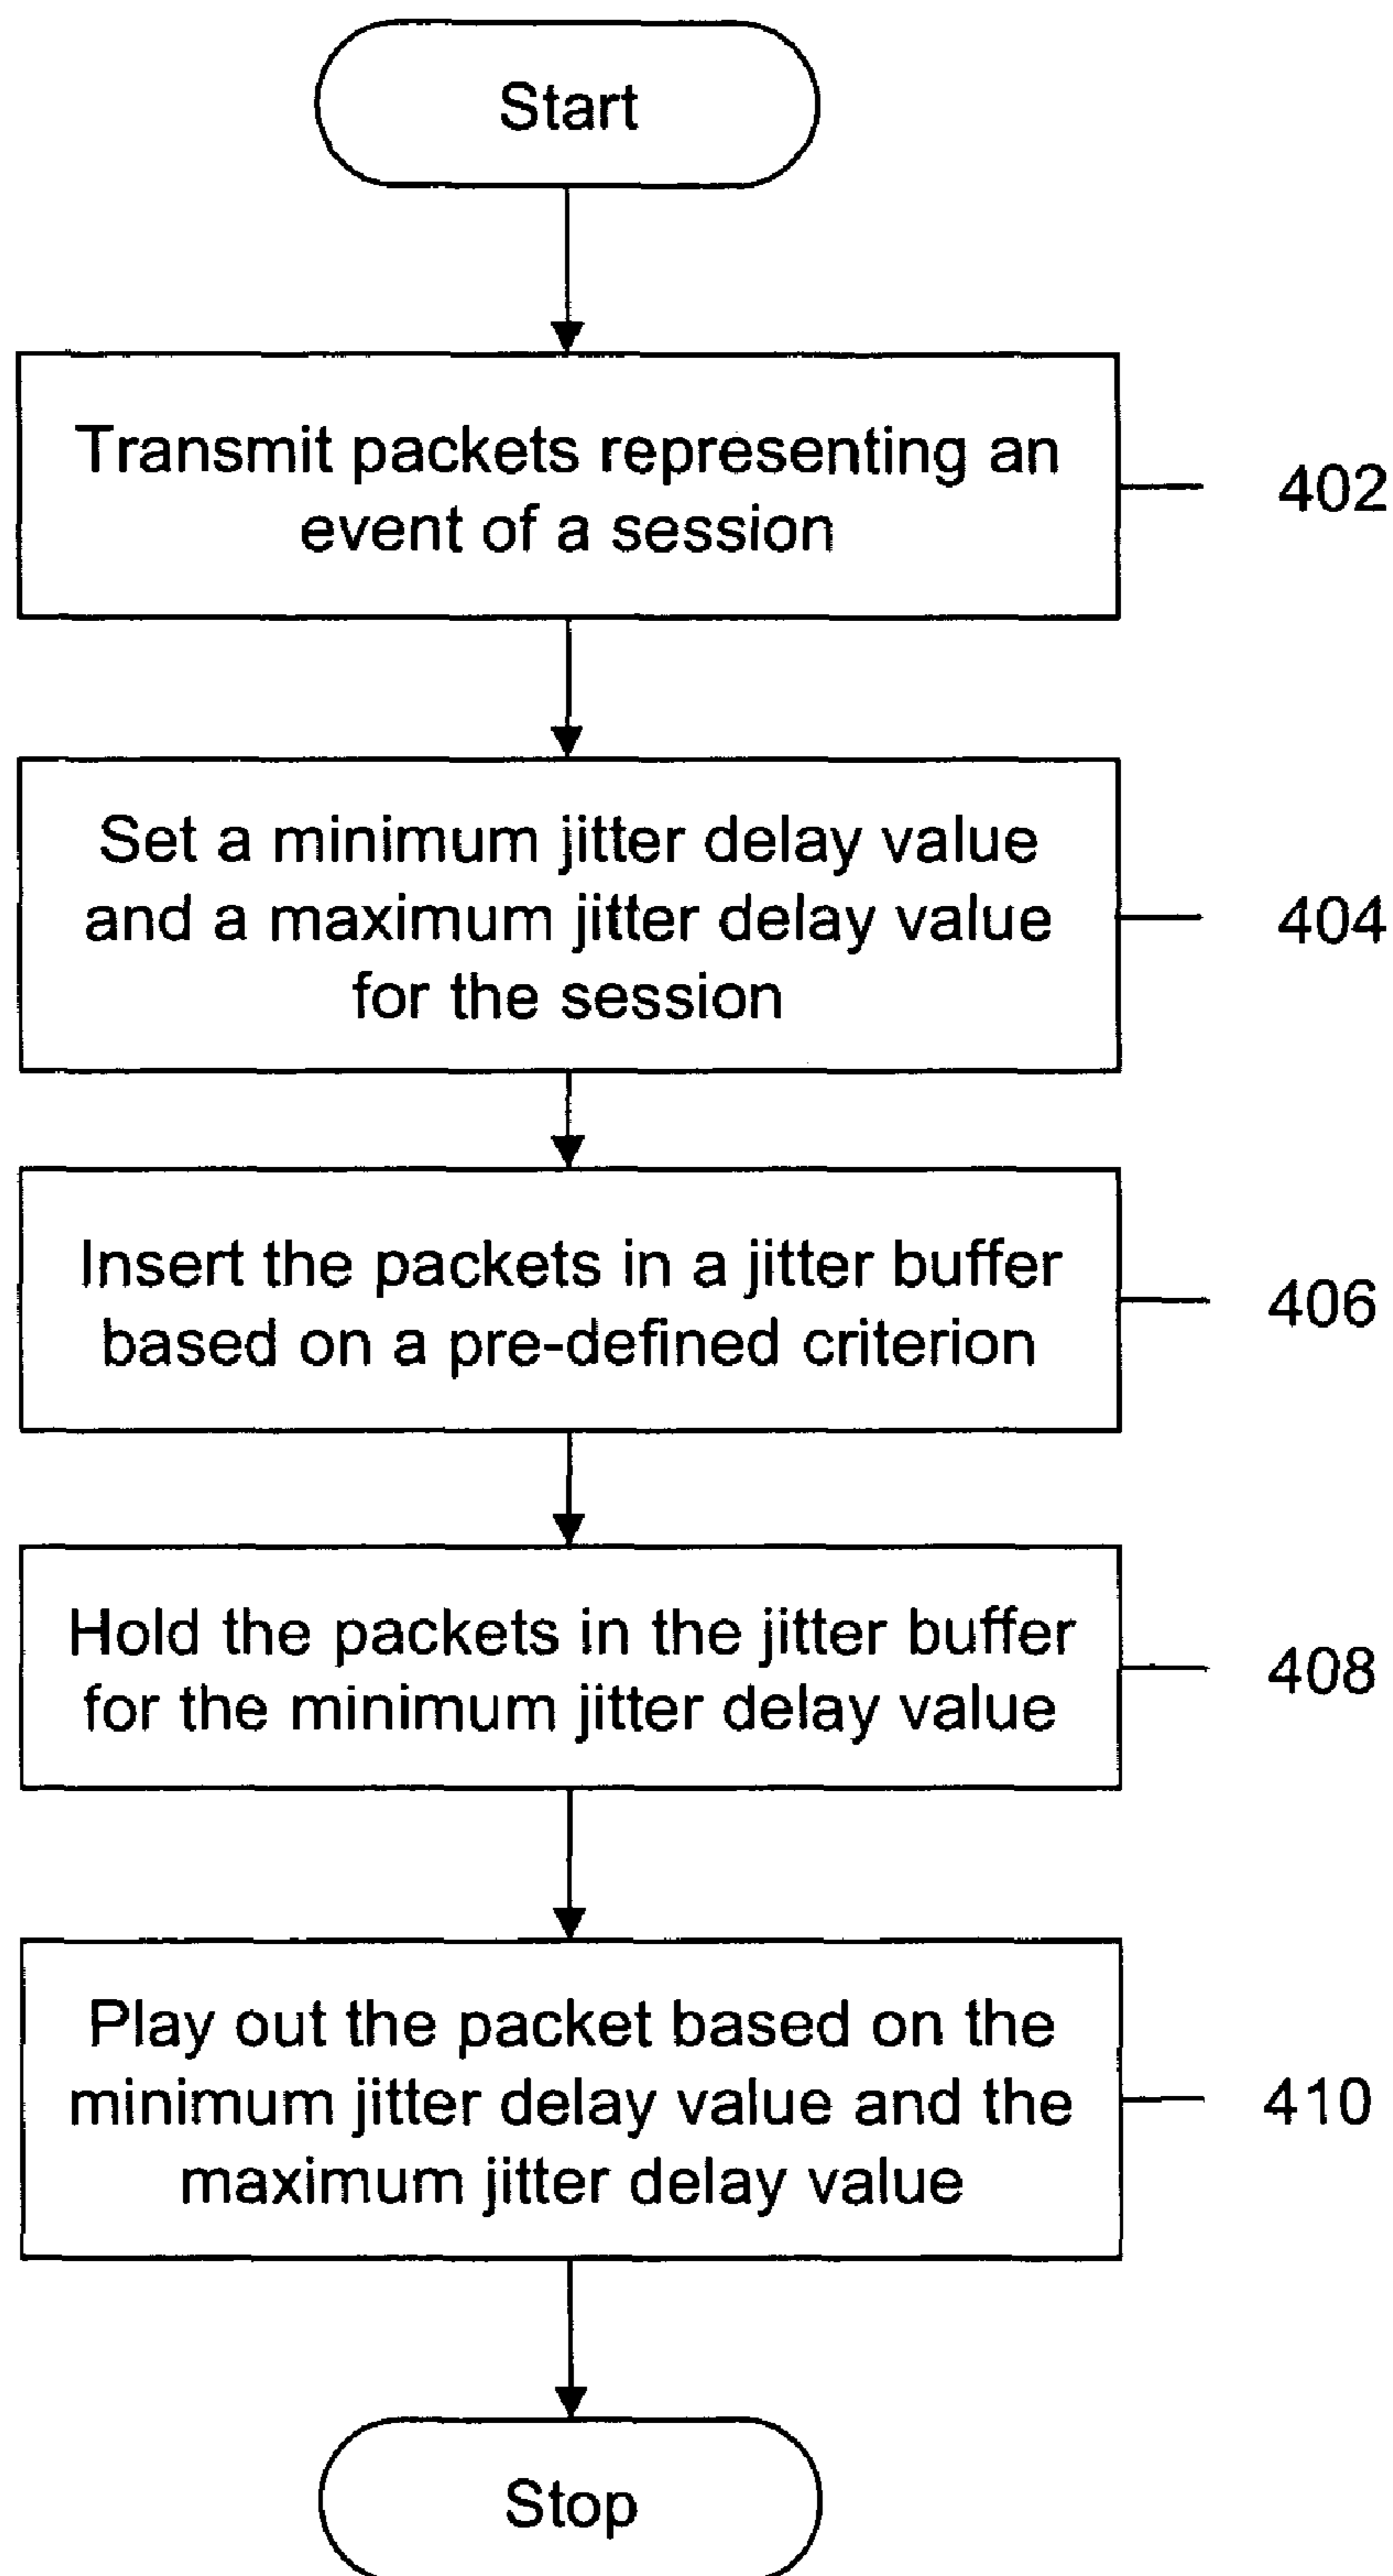 Start
Transmit packets representing an
event of a session
402
Set a minimum jitter delay value
and a maximum jitter delay value
for the session
404
Insert the packets in a jitter buffer
based on a pre-defined criterion
406
Hold the packets in the jitter buffer
for the minimum jitter delay value
408
Play out the packet based on the
minimum jitter delay value and the
maximum jitter delay value
410
Stop